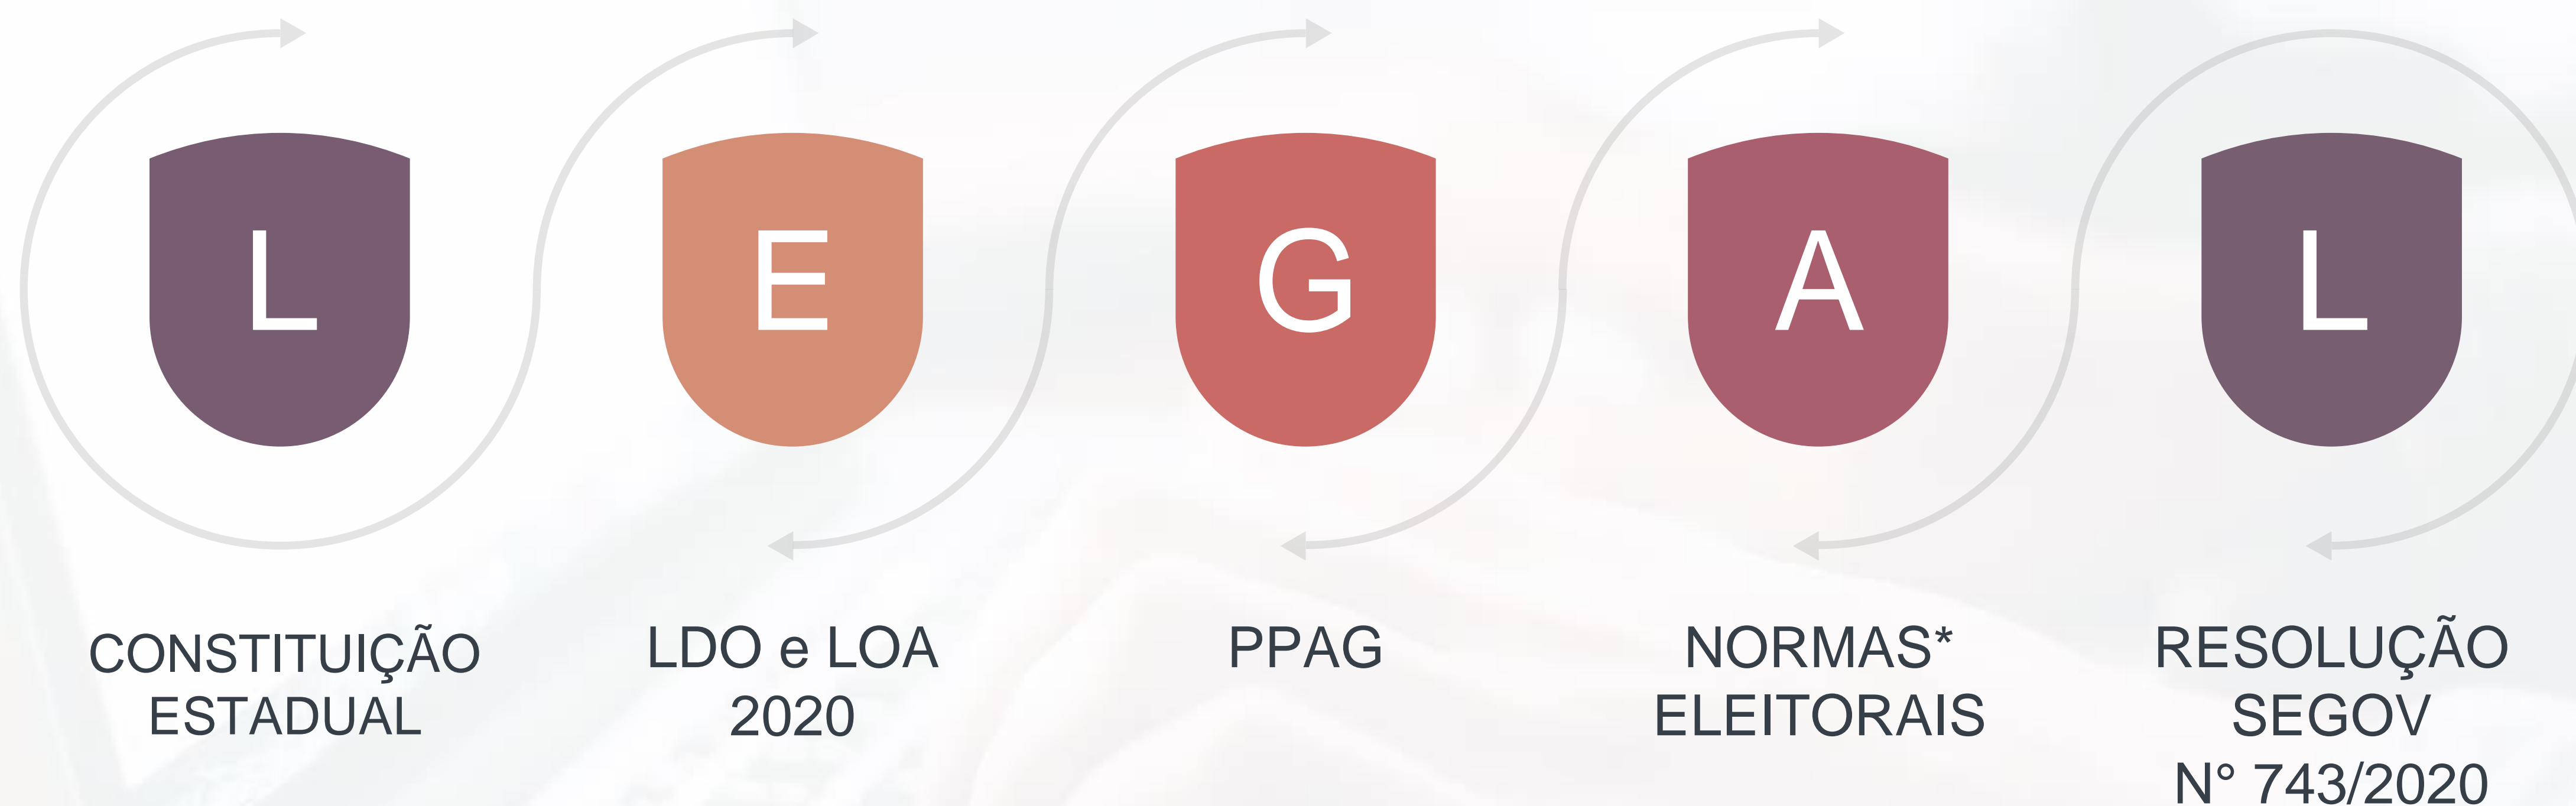 L
E
G
A
L
CONSTITUIÇÃO
ESTADUAL
LDO e LOA
2020
PPAG
NORMAS*
ELEITORAIS
RESOLUÇÃO
SEGOV
N° 743/2020